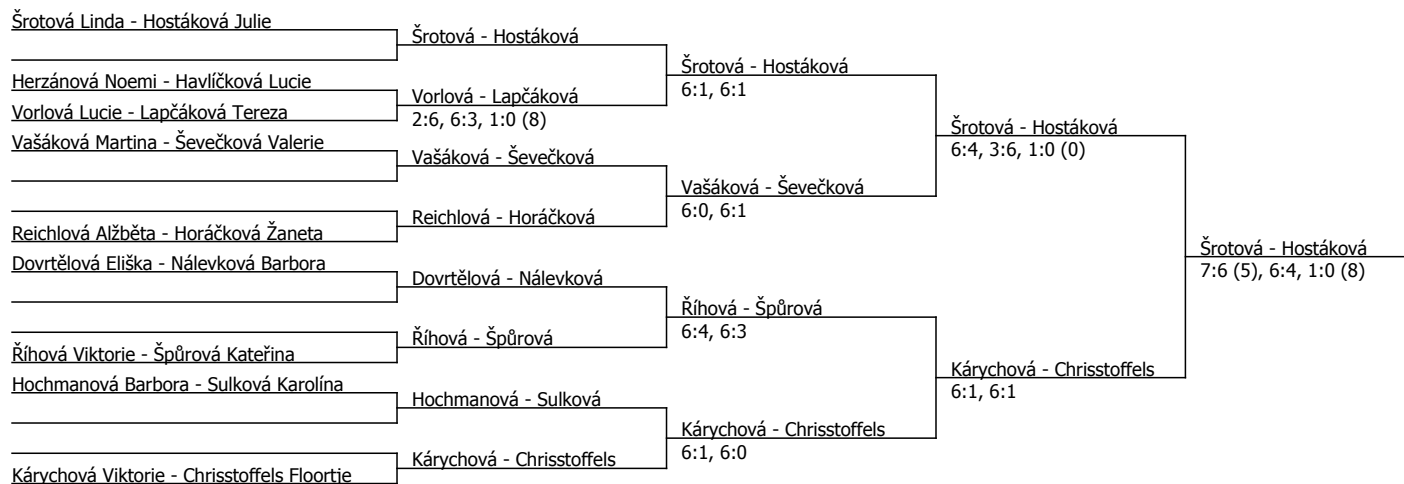 Šrotová Linda - Hostáková Julie
Herzánová Noemi - Havlíčková Lucie
Vorlová Lucie - Lapčáková Tereza
Vašáková Martina - Ševečková Valerie
Reichlová Alžběta - Horáčková Žaneta
Dovrtělová Eliška - Nálevková Barbora
Říhová Viktorie - Špůrová Kateřina
Hochmanová Barbora - Sulková Karolína
Kárychová Viktorie - Chrisstoffels Floortje
Šrotová - Hostáková
Vorlová - Lapčáková
2:6, 6:3, 1:0 (8)
Vašáková - Ševečková
Reichlová - Horáčková
Dovrtělová - Nálevková
Říhová - Špůrová
Hochmanová - Sulková
Kárychová - Chrisstoffels
Šrotová - Hostáková
6:1, 6:1
Vašáková - Ševečková
6:0, 6:1
Říhová - Špůrová
6:4, 6:3
Kárychová - Chrisstoffels
6:1, 6:0
Šrotová - Hostáková
6:4, 3:6, 1:0 (0)
Kárychová - Chrisstoffels
6:1, 6:1
Šrotová - Hostáková
7:6 (5), 6:4, 1:0 (8)